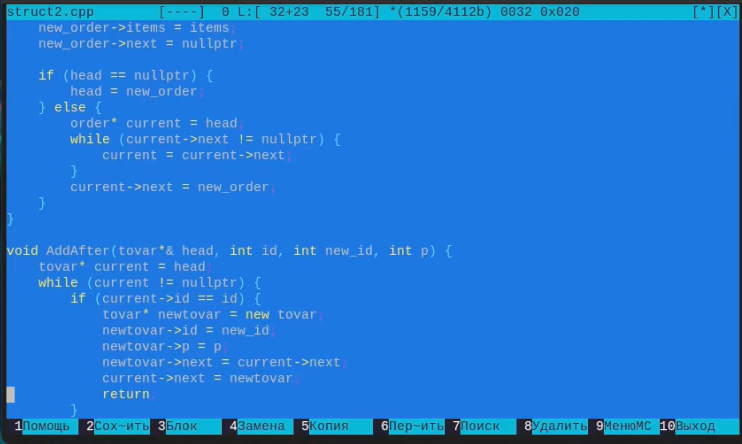 struct2.cpp [----] 0 L:[ 32+23 55/181] *(1159/4112b) 0032 0x020 [*][X]
new_order->items = items;
new_order->next = nullptr;
if (head == nullptr) {
head = new_order;
} else {
order* current = head;
while (current->next != nullptr) {
current = current->next;
}
current->next = new_order;
}
}
void AddAfter(tovar*& head, int id, int new_id, int p) {
tovar* current = head;
while (current != nullptr) {
if (current->id == id) {
tovar* newtovar = new tovar;
newtovar->id = new_id;
newtovar->p = p;
newtovar->next = current->next;
current->next = newtovar;
return;
}
1Помощь 2Сох~ить 3Блок 4Замена 5Копия 6Пер~ить 7Поиск 8Удалить 9МенюМС 10Выход